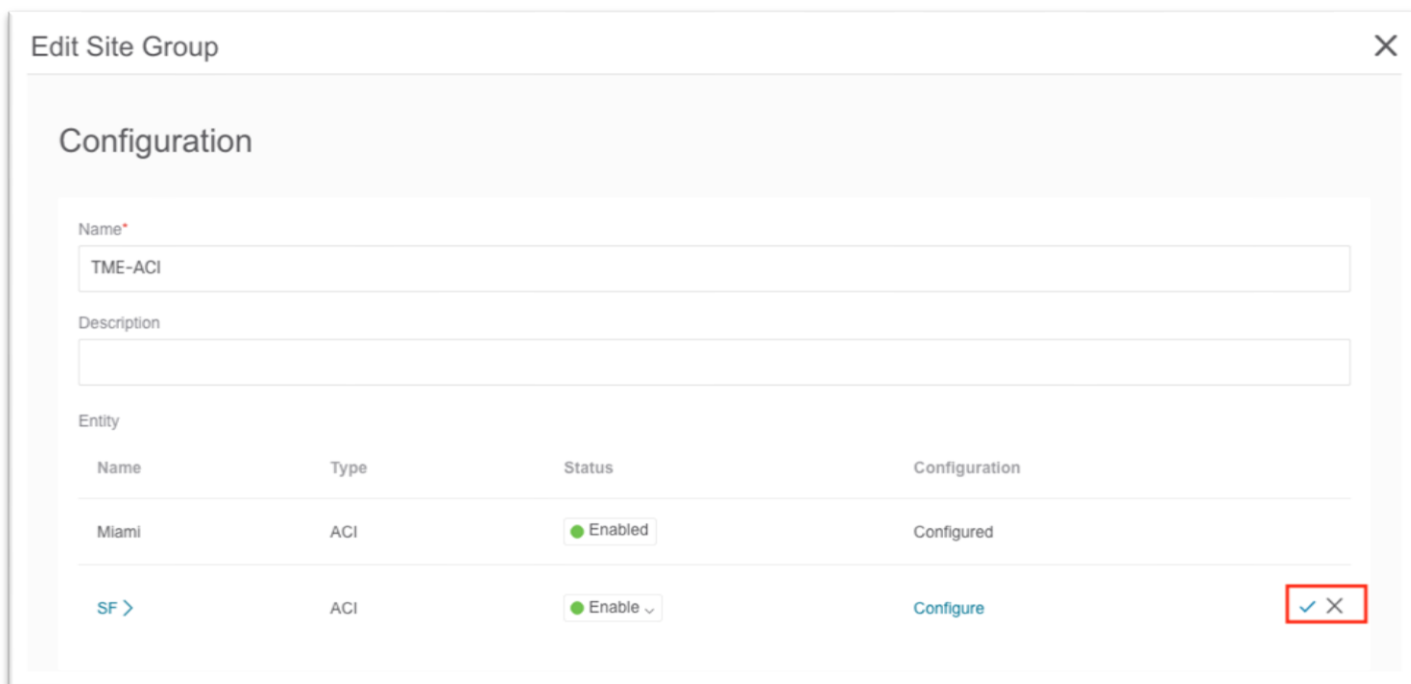 Edit Site Group
Configuration
Name*
TME-ACI
Description
Entity
Name Type Status Configuration
Miami ACI Enabled Configured
SF ACI Enable Configure